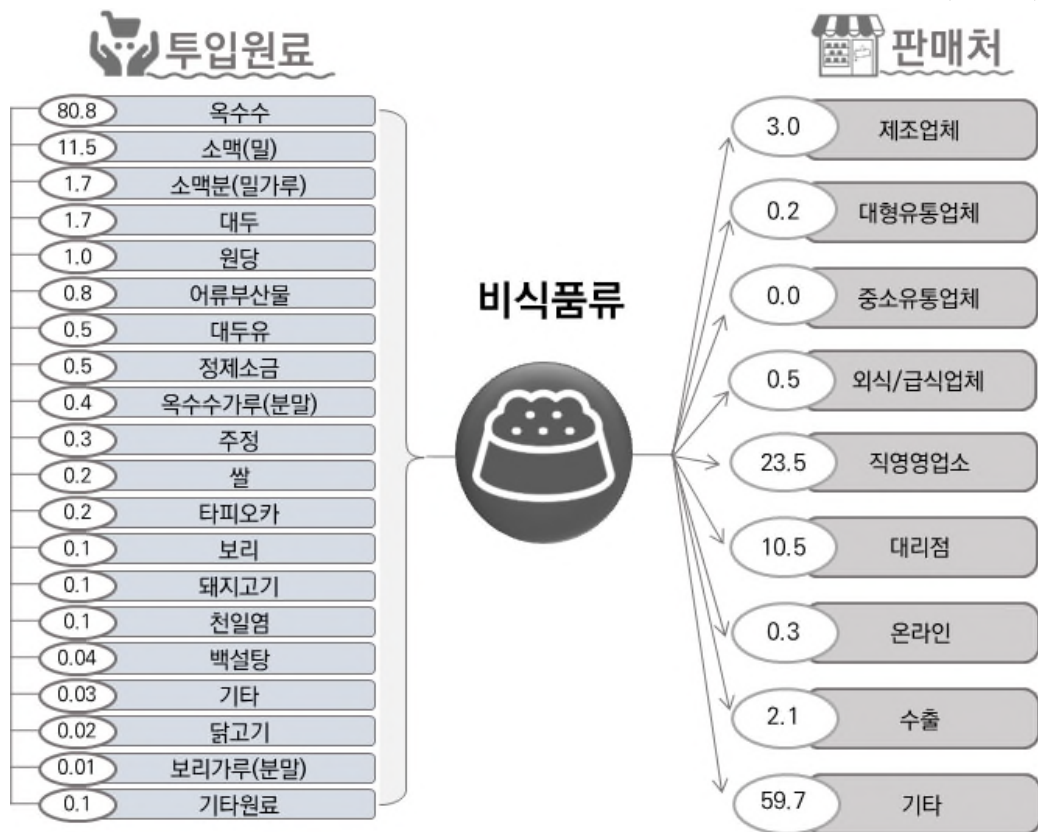 투입원료
80.8 옥수수
11.5 소맥(밀)
1.7 소맥분(밀가루)
1.7 대두
1.0 원당
0.8 어류부산물
0.5 대두유
0.5 정제소금
0.4 옥수수가루(분말)
0.3 주정
0.2 쌀
0.2 타피오카
0.1 보리
0.1 돼지고기
0.1 천일염
0.04 백설탕
0.03 기타
0.02 닭고기
0.01 보리가루(분말)
0.1 기타원료
비식품류
판매처
3.0 제조업체
0.2 대형유통업체
0.0 중소유통업체
0.5 외식/급식업체
23.5 직영영업소
10.5 대리점
0.3 온라인
2.1 수출
59.7 기타